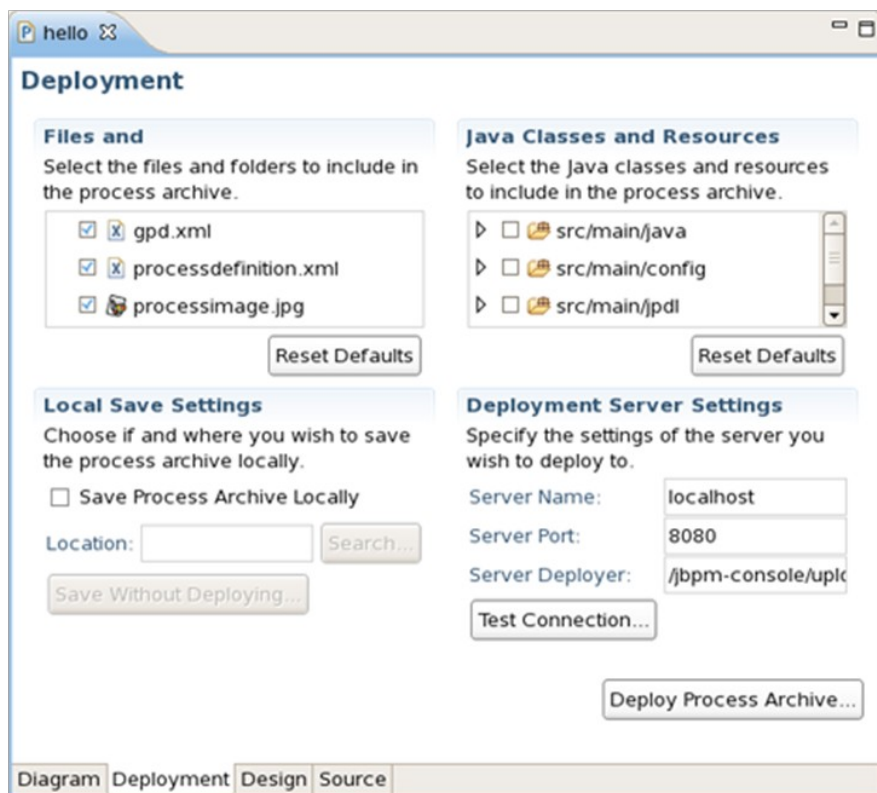 hello
Deployment
Files and
Select the files and folders to include in
the process archive.
gpd.xml
processdefinition.xml
processimage.jpg
Reset Defaults
Java Classes and Resources
Select the Java classes and resources
to include in the process archive.
src/main/java
src/main/config
src/main/jpdl
Reset Defaults
Local Save Settings
Choose if and where you wish to save
the process archive locally.
Save Process Archive Locally
Location:
Search...
Save Without Deploying...
Deployment Server Settings
Specify the settings of the server you
wish to deploy to.
Server Name: localhost
Server Port: 8080
Server Deployer: /jbpm-console/uplo
Test Connection...
Deploy Process Archive...
Diagram Deployment Design Source